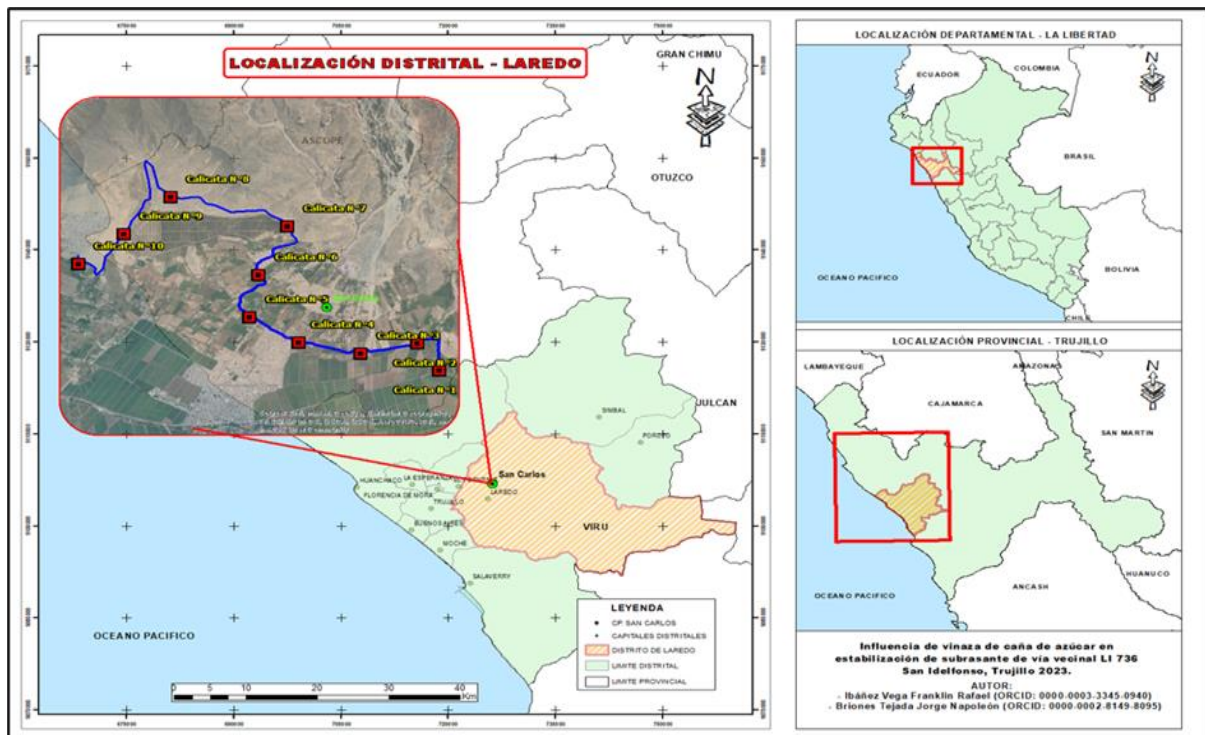 LOCALIZACIÓN DISTRITAL - LAREDO
GRAN CHIMU
N
ASCOPE
OTUZCO
Calicata N-8
Calicata N-7
Calicata N-9
Calicata N-10
Calicata N-6
Calicata N-5
Calicata N-4
Calicata N-3
Calicata N-2
Calicata N-1
JULCAN
SIMBAL
POROTO
San Carlos
HUANCHACO
LA ESPERANZA
FLORENCIA DE MORA
LAREDO
TRUJILLO
VIRU
BUENOS AIRES
MOCHE
SALAVERRY
OCEANO PACIFICO
LEYENDA
CP SAN CARLOS
CAPITALES DISTRITALES
DISTRITO DE LAREDO
LIMITE DISTRITAL
LIMITE PROVINCIAL
0 5 10 20 30 40
Km
LOCALIZACIÓN DEPARTAMENTAL - LA LIBERTAD
COLOMBIA
ECUADOR
N
BRASIL
OCEANO PACIFICO
BOLIVIA
LOCALIZACIÓN PROVINCIAL - TRUJILLO
LAMBAYEQUE
AMAZONAS
N
CAJAMARCA
SAN MARTIN
HUANUCO
ANCASH
OCEANO PACIFICO
Influencia de vinaza de caña de azúcar en
estabilización de subrasante de vía vecinal LI 736
San Idelfonso, Trujillo 2023.
AUTOR:
- Ibáñez Vega Franklin Rafael (ORCID: 0000-0003-3345-0940)
- Briones Tejada Jorge Napoleón (ORCID: 0000-0002-8149-8095)